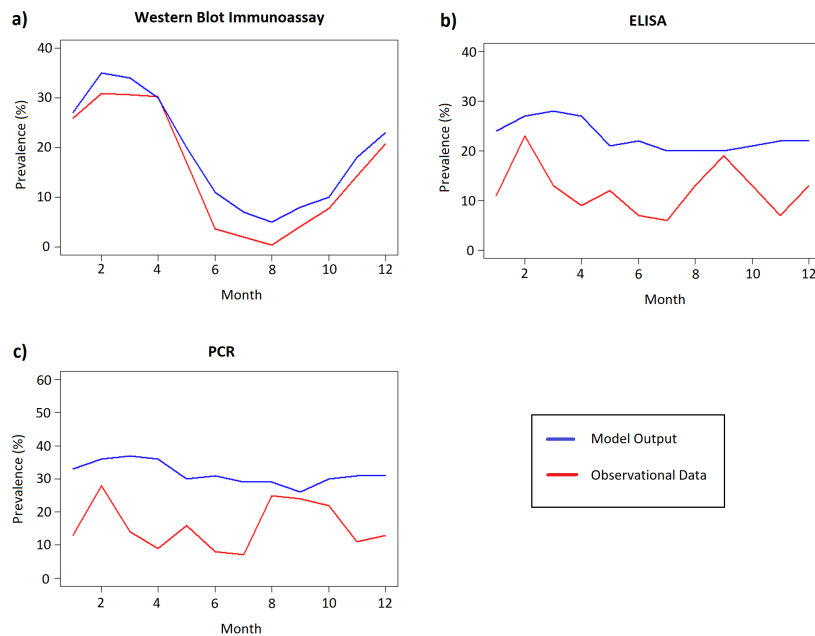 a)
Western Blot Immunoassay
40
30
20
10
0
Prevalence (%)
2 4 6 8 10 12
Month
b)
ELISA
40
30
20
10
0
Prevalence (%)
2 4 6 8 10 12
Month
c)
PCR
60
50
40
30
20
10
0
Prevalence (%)
2 4 6 8 10 12
Month
Model Output
Observational Data